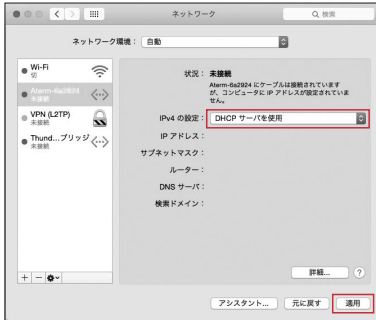 ネットワーク
検索
ネットワーク環境： 自動
Wi-Fi
切
Aterm-6a2924
未接続
VPN (L2TP)
未接続
Thund…ブリッジ
未接続
状況： 未接続
Aterm-6a2924 にケーブルは接続されています
が、コンピュータに IP アドレスが設定されていま
せん。
IPv4 の設定： DHCP サーバを使用
IP アドレス：
サブネットマスク：
ルーター：
DNS サーバ：
検索ドメイン：
詳細... ?
アシスタント... 元に戻す 適用